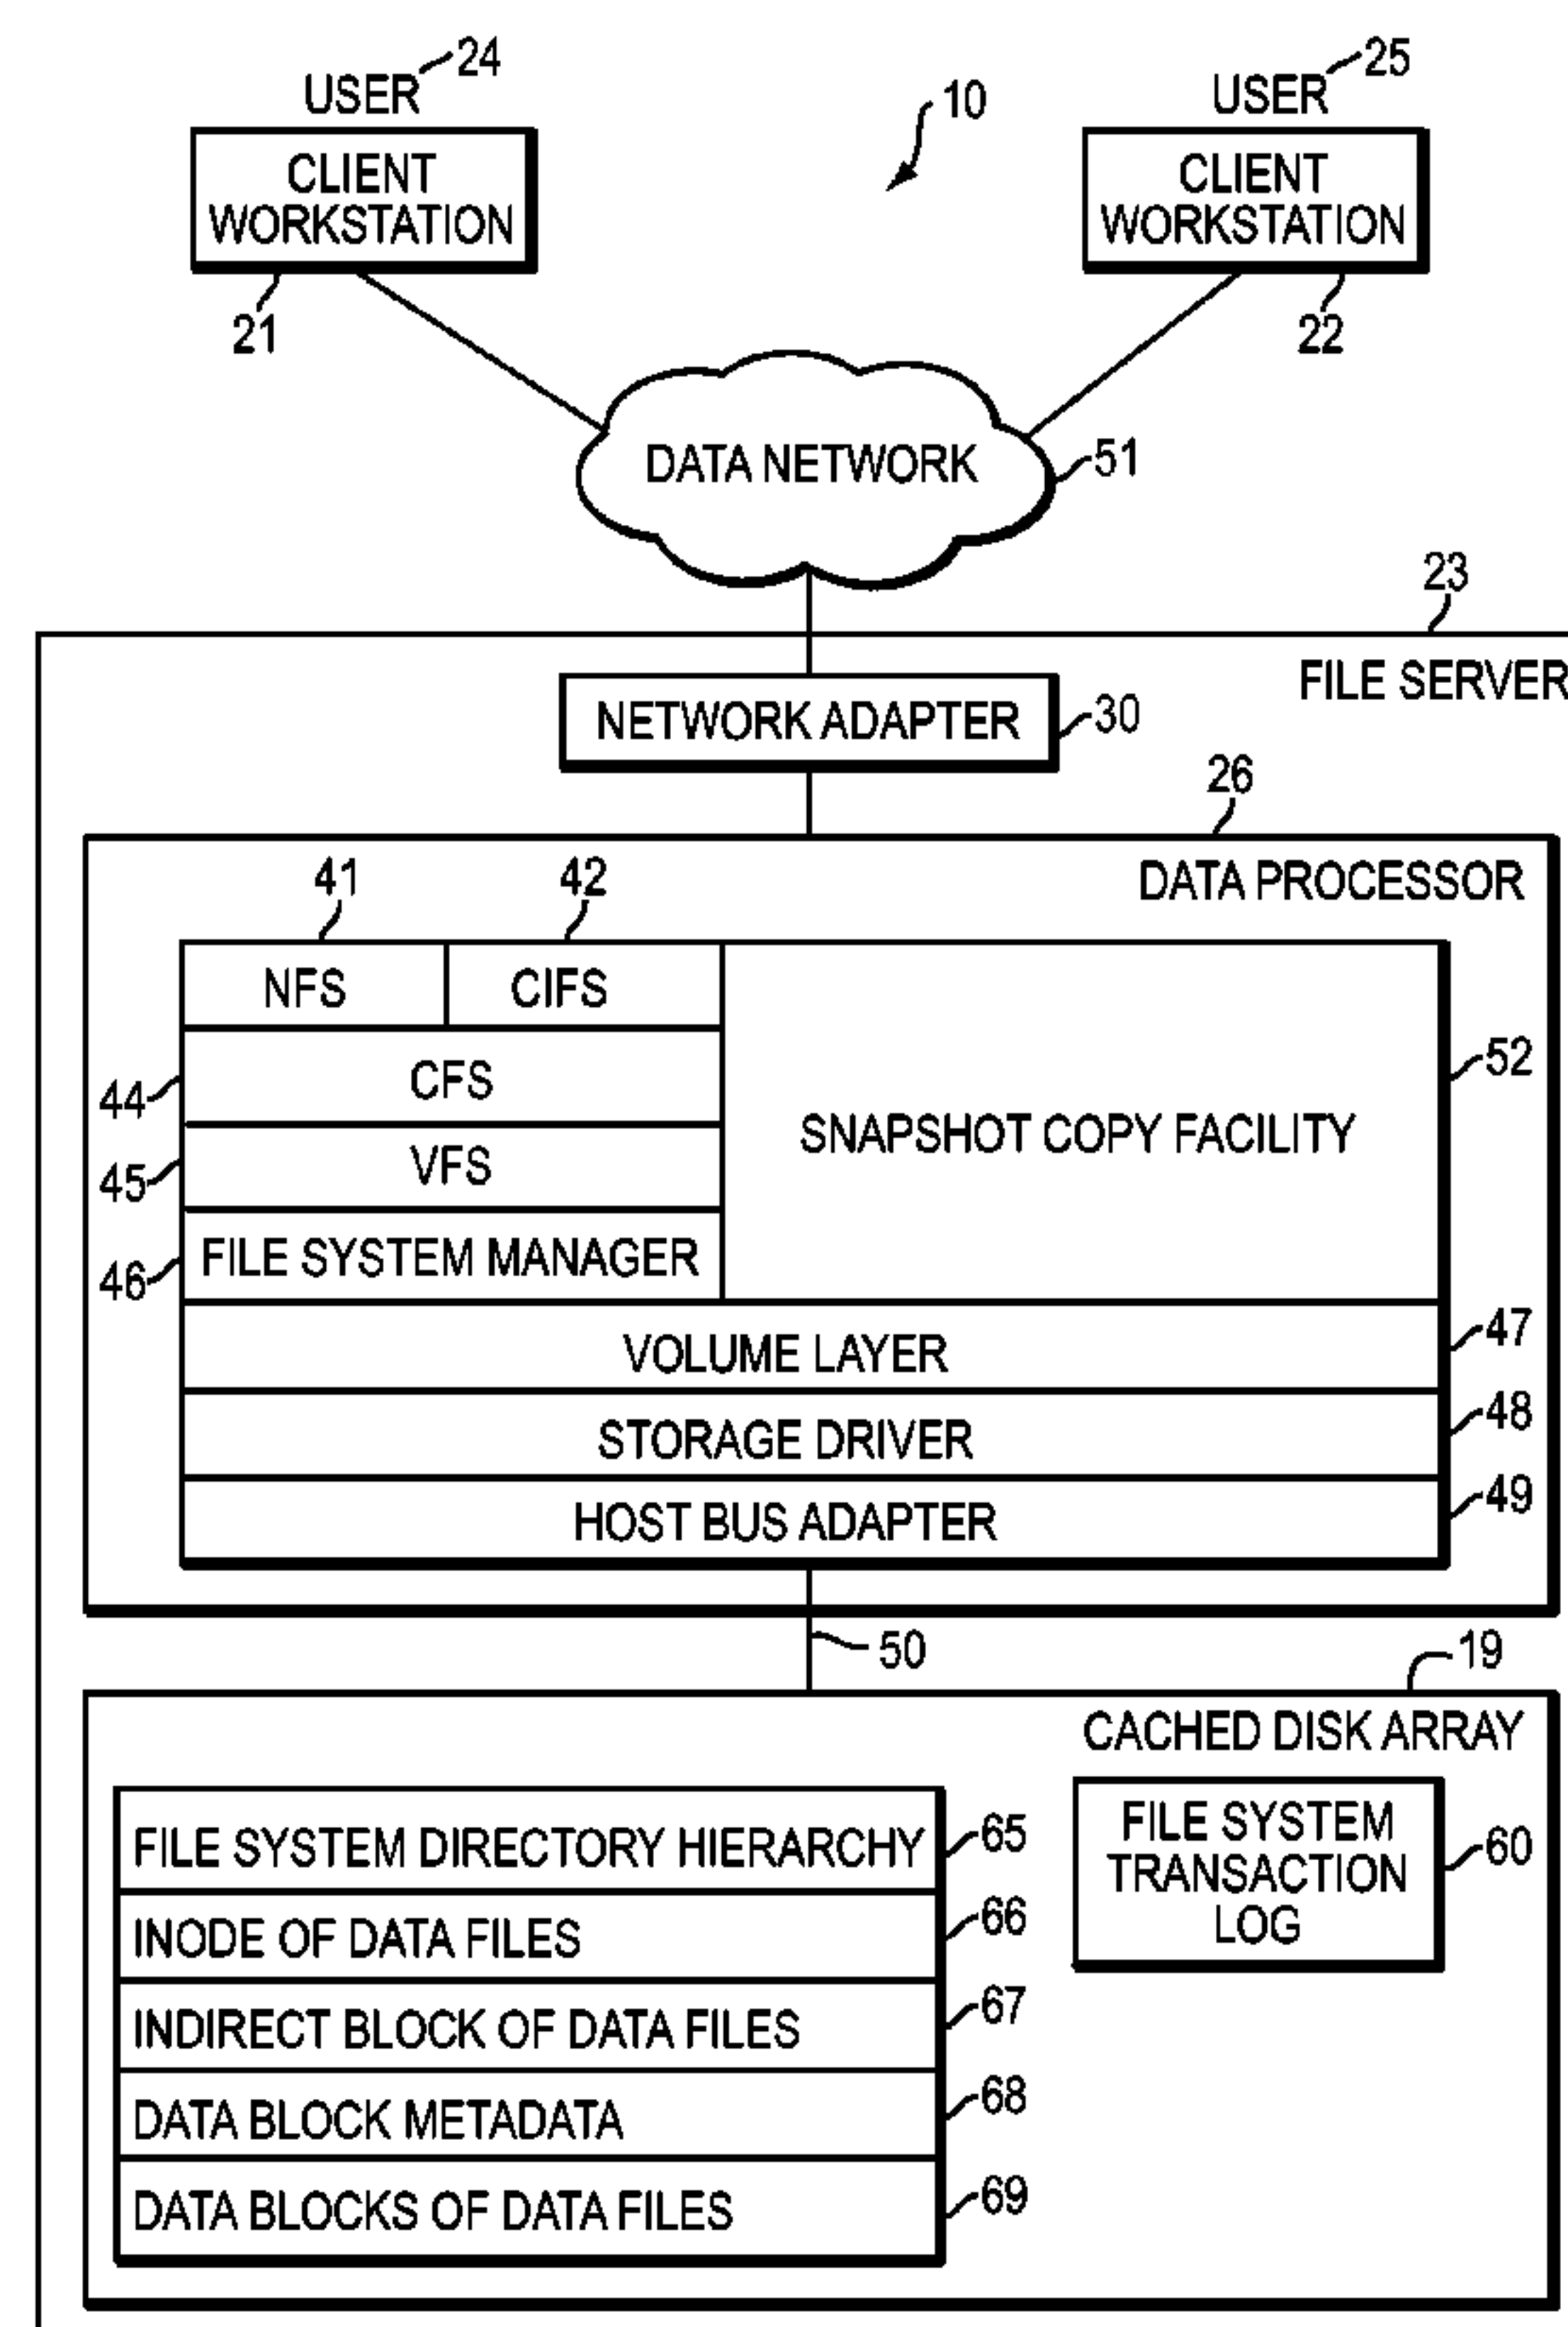 24
USER
25
USER
10
CLIENT
WORKSTATION
CLIENT
WORKSTATION
21
22
DATA NETWORK
51
23
FILE SERVER
NETWORK ADAPTER
30
26
DATA PROCESSOR
41
42
NFS
CIFS
52
44
CFS
SNAPSHOT COPY FACILITY
45
VFS
46
FILE SYSTEM MANAGER
47
VOLUME LAYER
48
STORAGE DRIVER
49
HOST BUS ADAPTER
50
19
CACHED DISK ARRAY
FILE SYSTEM DIRECTORY HIERARCHY
65
FILE SYSTEM
TRANSACTION
LOG
60
INODE OF DATA FILES
66
INDIRECT BLOCK OF DATA FILES
67
DATA BLOCK METADATA
68
DATA BLOCKS OF DATA FILES
69